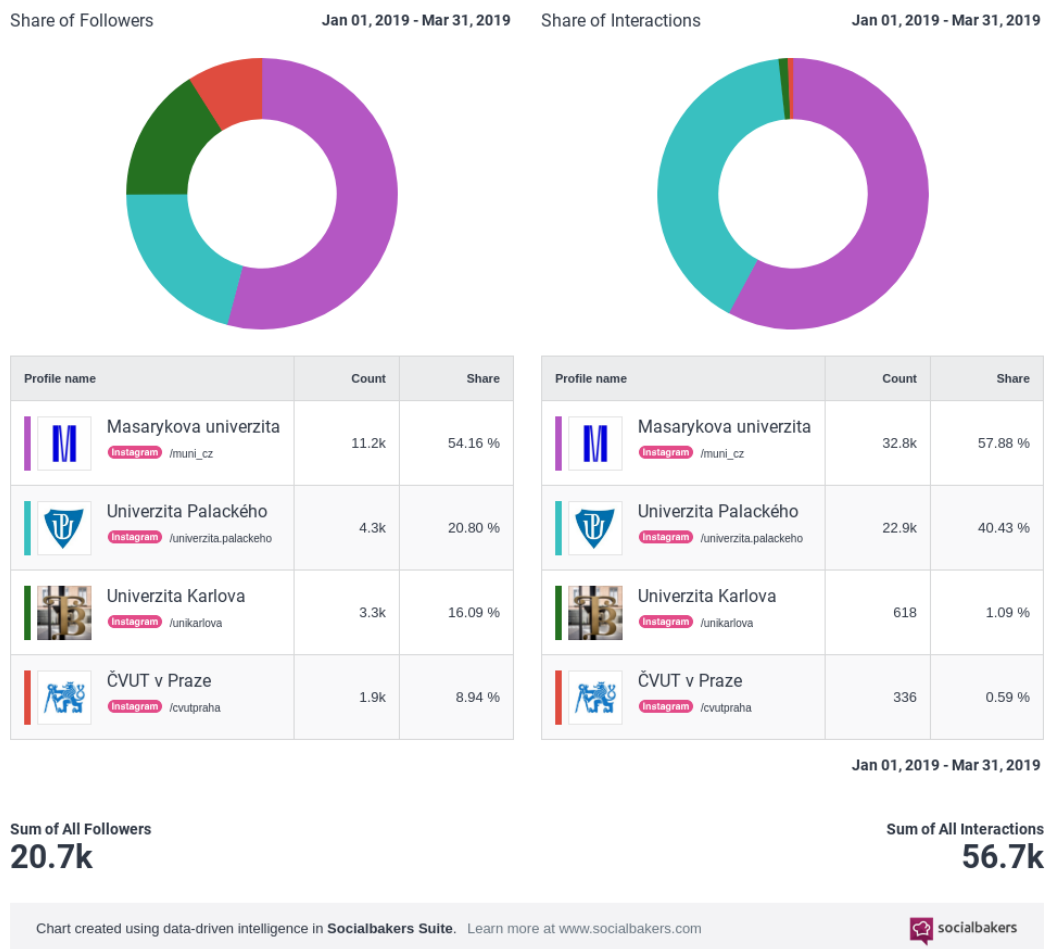 Share of Followers
Jan 01, 2019 - Mar 31, 2019
Profile name Count Share
Masarykova univerzita
Instagram /muni_cz
11.2k 54.16 %
Univerzita Palackého
Instagram /univerzita.palackeho
4.3k 20.80 %
Univerzita Karlova
Instagram /unikarlova
3.3k 16.09 %
ČVUT v Praze
Instagram /cvutpraha
1.9k 8.94 %
Share of Interactions
Jan 01, 2019 - Mar 31, 2019
Profile name Count Share
Masarykova univerzita
Instagram /muni_cz
32.8k 57.88 %
Univerzita Palackého
Instagram /univerzita.palackeho
22.9k 40.43 %
Univerzita Karlova
Instagram /unikarlova
618 1.09 %
ČVUT v Praze
Instagram /cvutpraha
336 0.59 %
Jan 01, 2019 - Mar 31, 2019
Sum of All Followers
20.7k
Sum of All Interactions
56.7k
Chart created using data-driven intelligence in Socialbakers Suite. Learn more at www.socialbakers.com
socialbakers